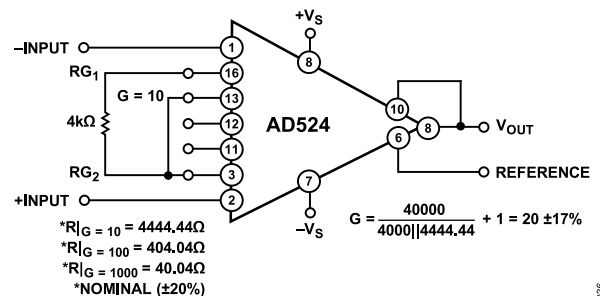 –INPUT
1
+VS
8
RG1
16
G = 10
13
10
4kΩ
12
AD524
8
VOUT
11
6
RG2
3
REFERENCE
7
+INPUT
2
–VS
*R|G = 10 = 4444.44Ω
*R|G = 100 = 404.04Ω
*R|G = 1000 = 40.04Ω
*NOMINAL (±20%)
G = 40000 / 4000||4444.44 + 1 = 20 ±17%